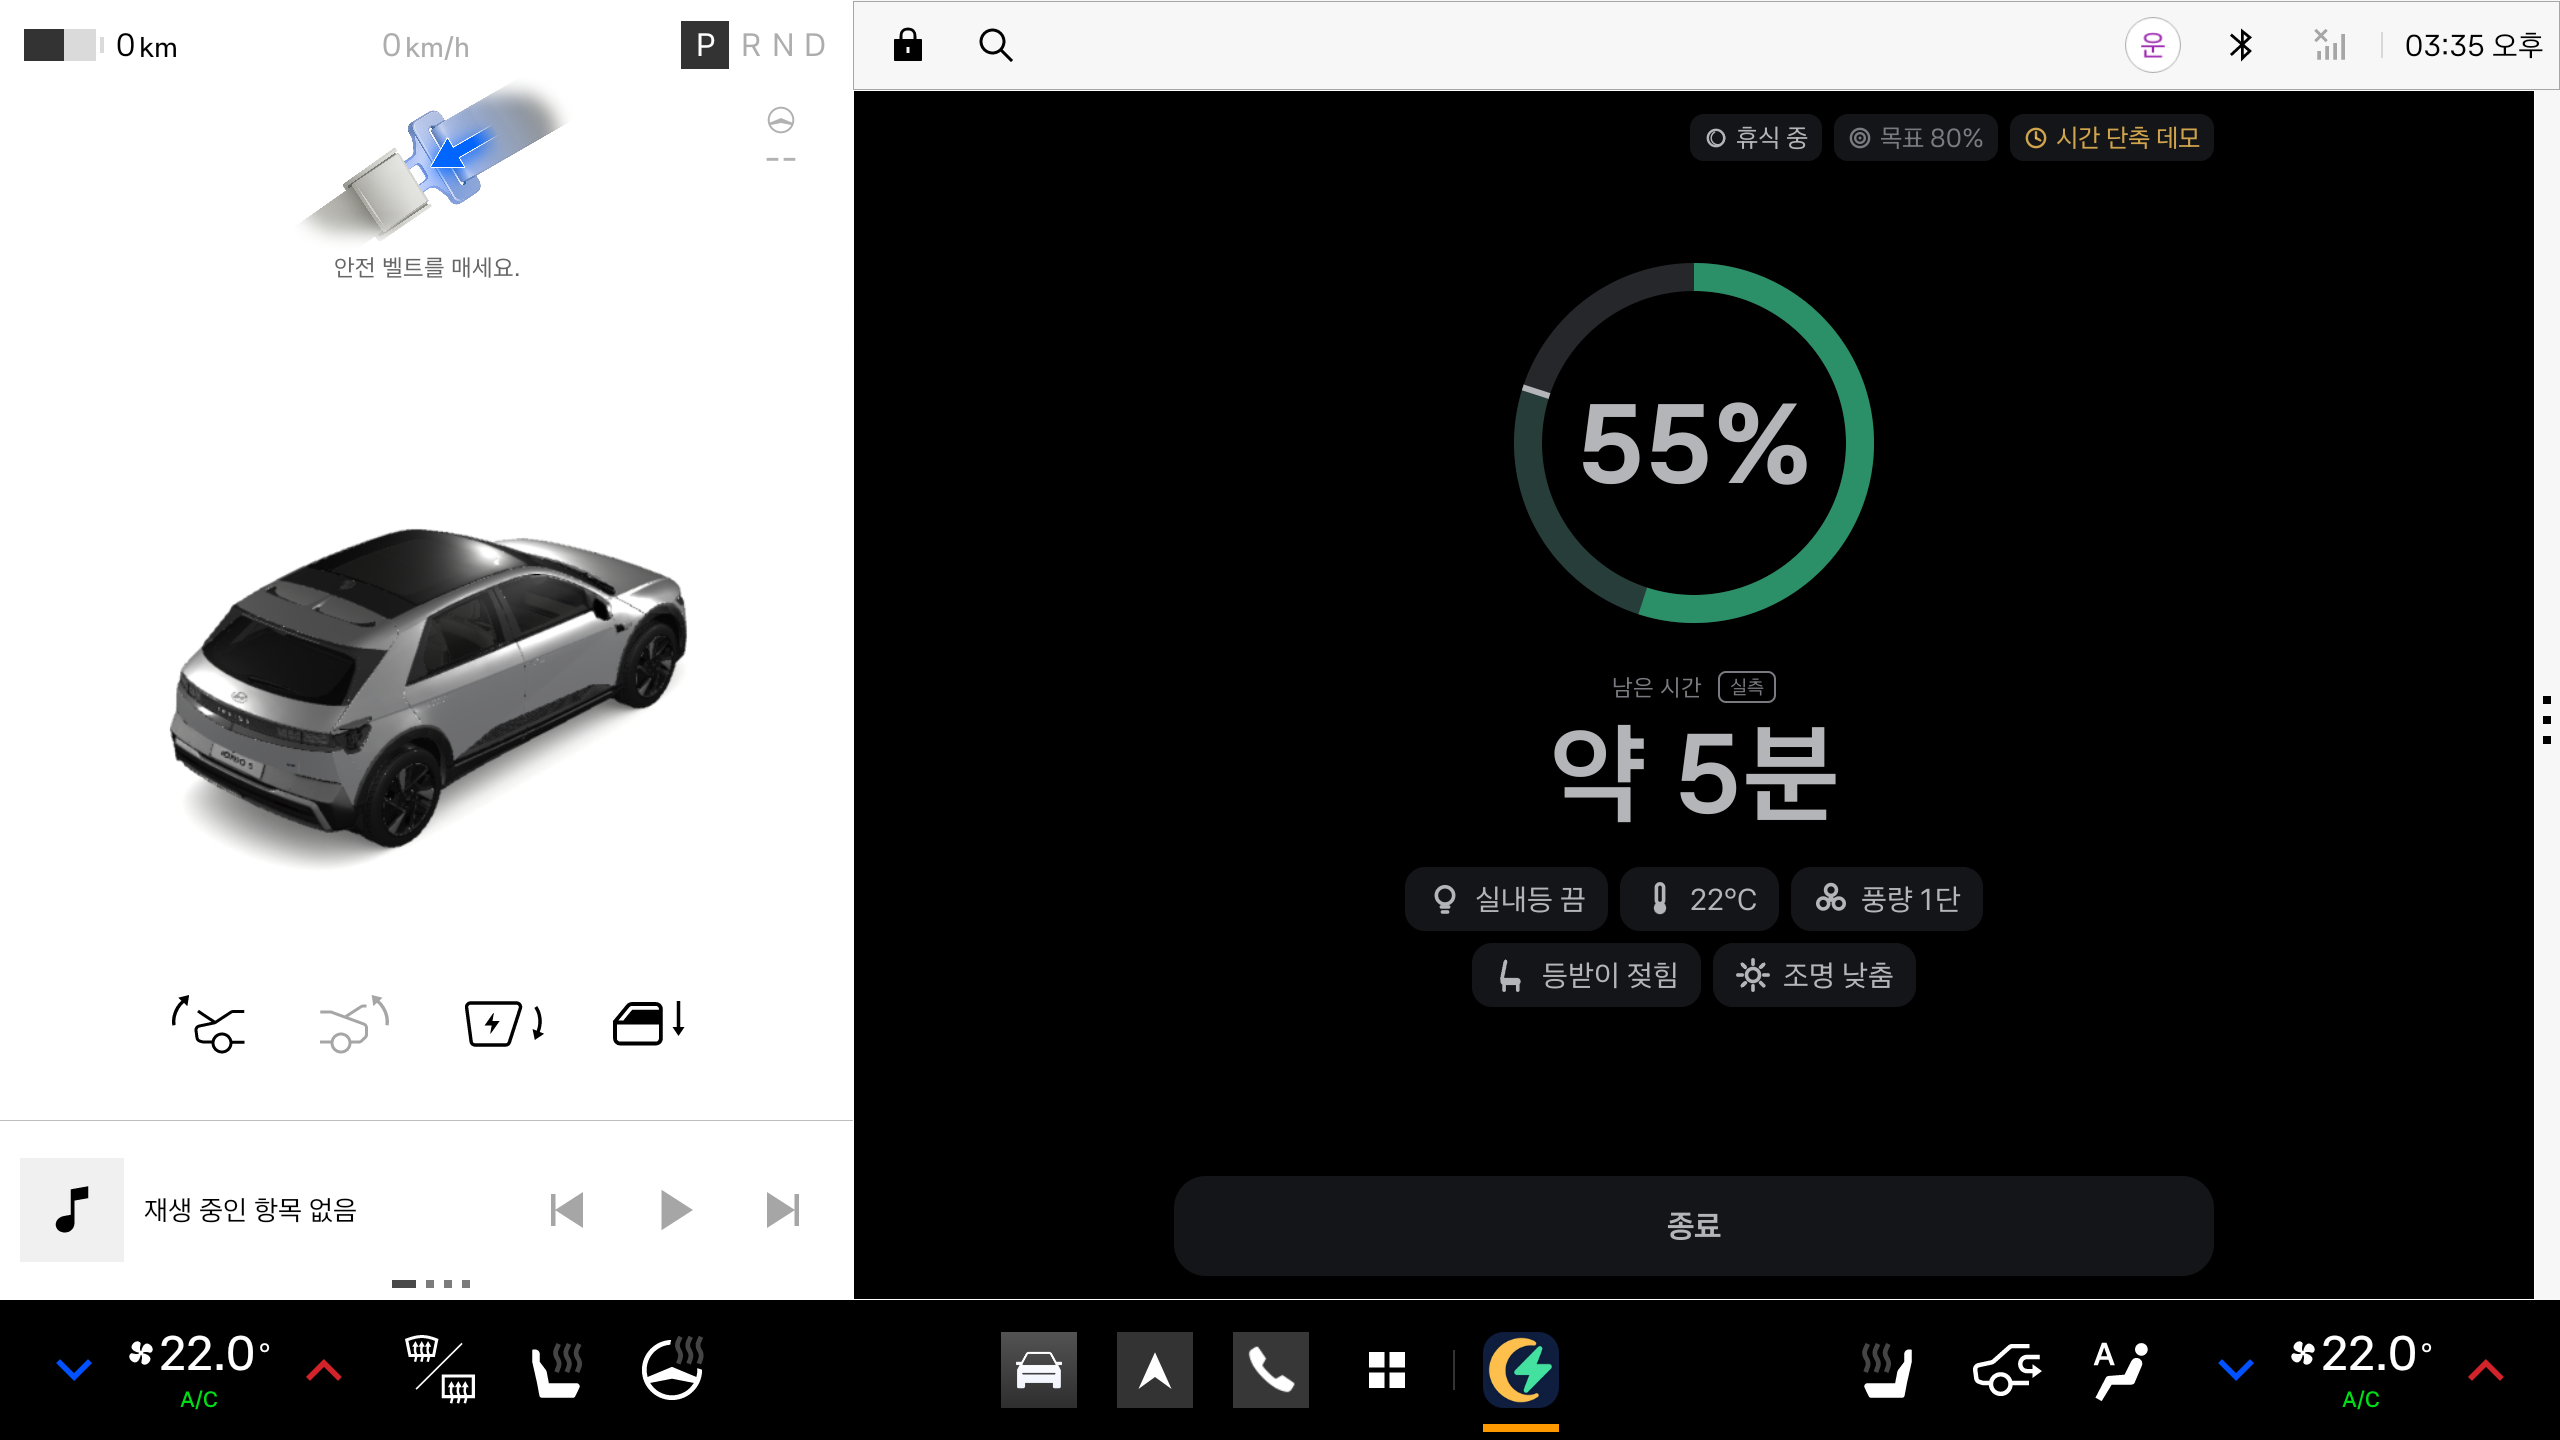 0 km
0 km/h
P R N D
03:35 오후
운
안전 벨트를 매세요.
휴식 중
목표 80%
시간 단축 데모
55%
남은 시간 실측
약 5분
실내등 끔
22°C
풍량 1단
등받이 젖힘
조명 낮춤
종료
재생 중인 항목 없음
22.0°
A/C
A
22.0°
A/C